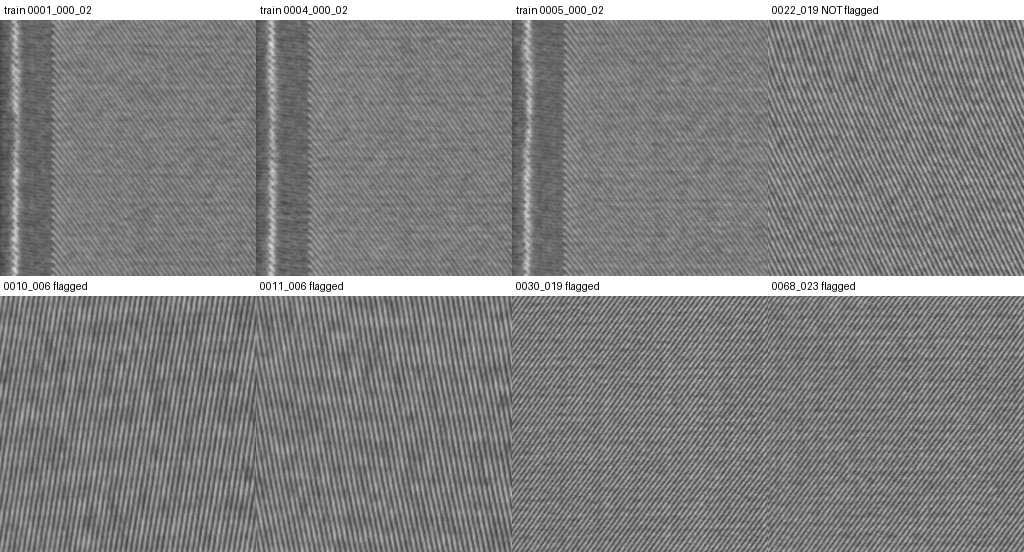 train 0001_000_02
train 0004_000_02
train 0005_000_02
0022_019 NOT flagged
0010_006 flagged
0011_006 flagged
0030_019 flagged
0068_023 flagged